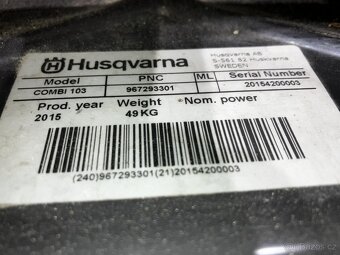 Husqvarna
Husqvarna AB
S-561 82 Huskvarna
SWEDEN
Model PNC ML Serial Number
COMBI 103 967293301 20154200003
Prod. year Weight Nom. power
2015 49KG
(240)967293301(21)20154200003